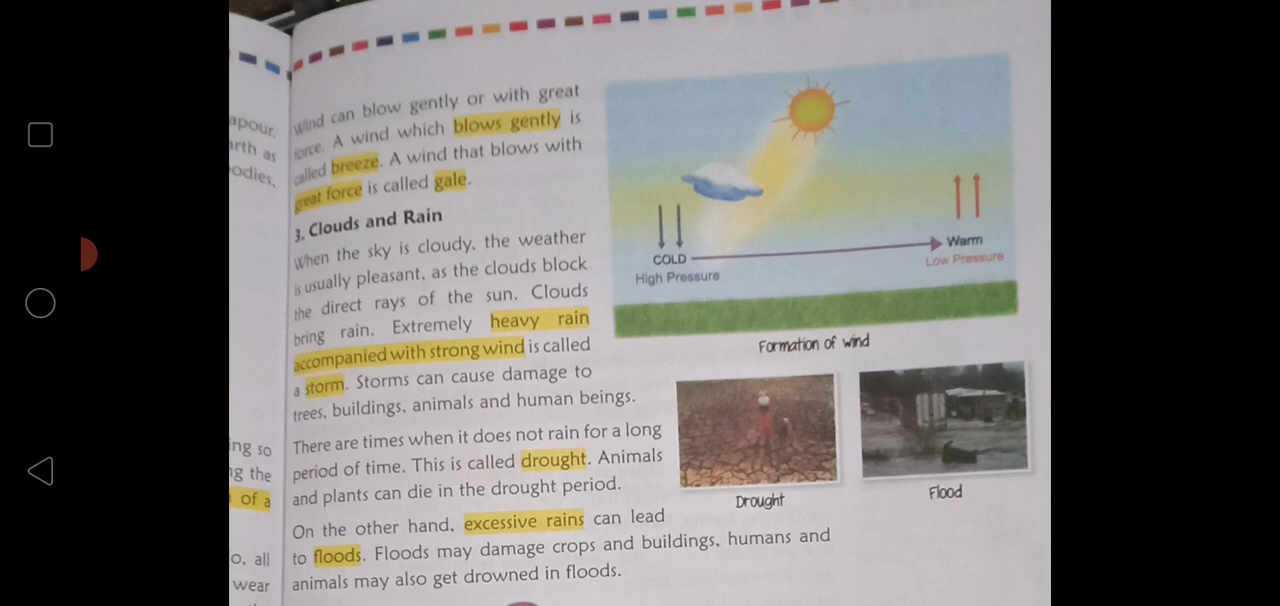 apour.
arth as
odies,
ing so
ng the
of a
o, all
wear
Wind can blow gently or with great
force. A wind which blows gently is
called breeze. A wind that blows with
great force is called gale.
3. Clouds and Rain
When the sky is cloudy, the weather
is usually pleasant, as the clouds block
the direct rays of the sun. Clouds
bring rain. Extremely heavy rain
accompanied with strong wind is called
a storm. Storms can cause damage to
trees, buildings, animals and human beings.
There are times when it does not rain for a long
period of time. This is called drought. Animals
and plants can die in the drought period.
On the other hand, excessive rains can lead
to floods. Floods may damage crops and buildings, humans and
animals may also get drowned in floods.
COLD
High Pressure
Warm
Low Pressure
Formation of wind
Drought
Flood